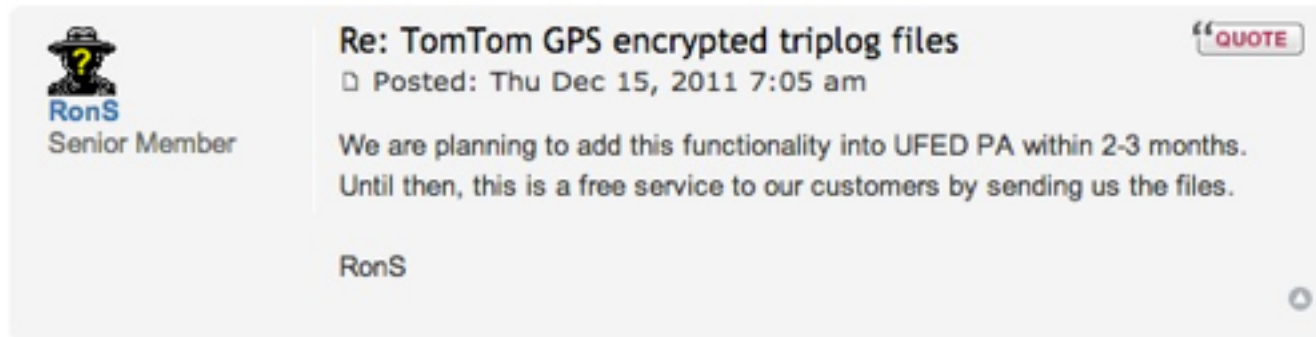 Re: TomTom GPS encrypted triplog files
“QUOTE
Posted: Thu Dec 15, 2011 7:05 am
?
RonS
Senior Member
We are planning to add this functionality into UFED PA within 2-3 months.
Until then, this is a free service to our customers by sending us the files.
RonS